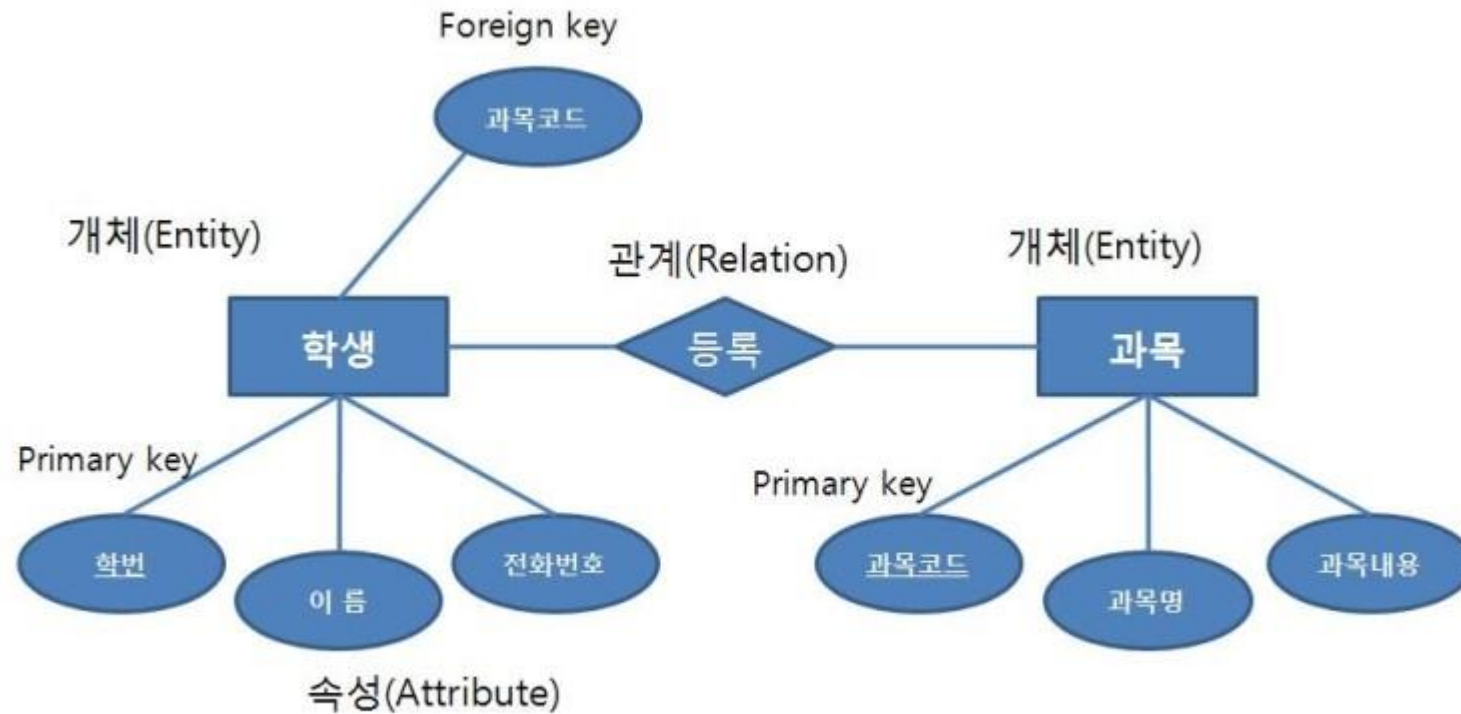 Foreign key
과목코드
개체(Entity)
관계(Relation)
개체(Entity)
학생
등록
과목
Primary key
Primary key
학번
이 름
전화번호
과목코드
과목명
과목내용
속성(Attribute)